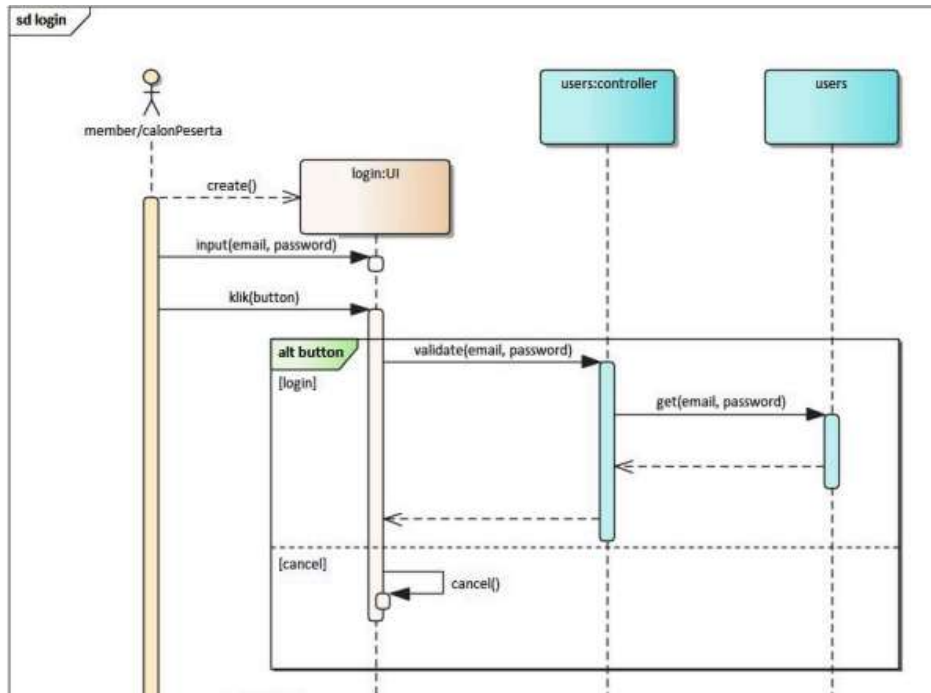 sd login
member/calonPeserta
users:controller
users
login:UI
create()
input(email, password)
klik(button)
alt button
validate(email, password)
[login]
get(email, password)
[cancel]
cancel()